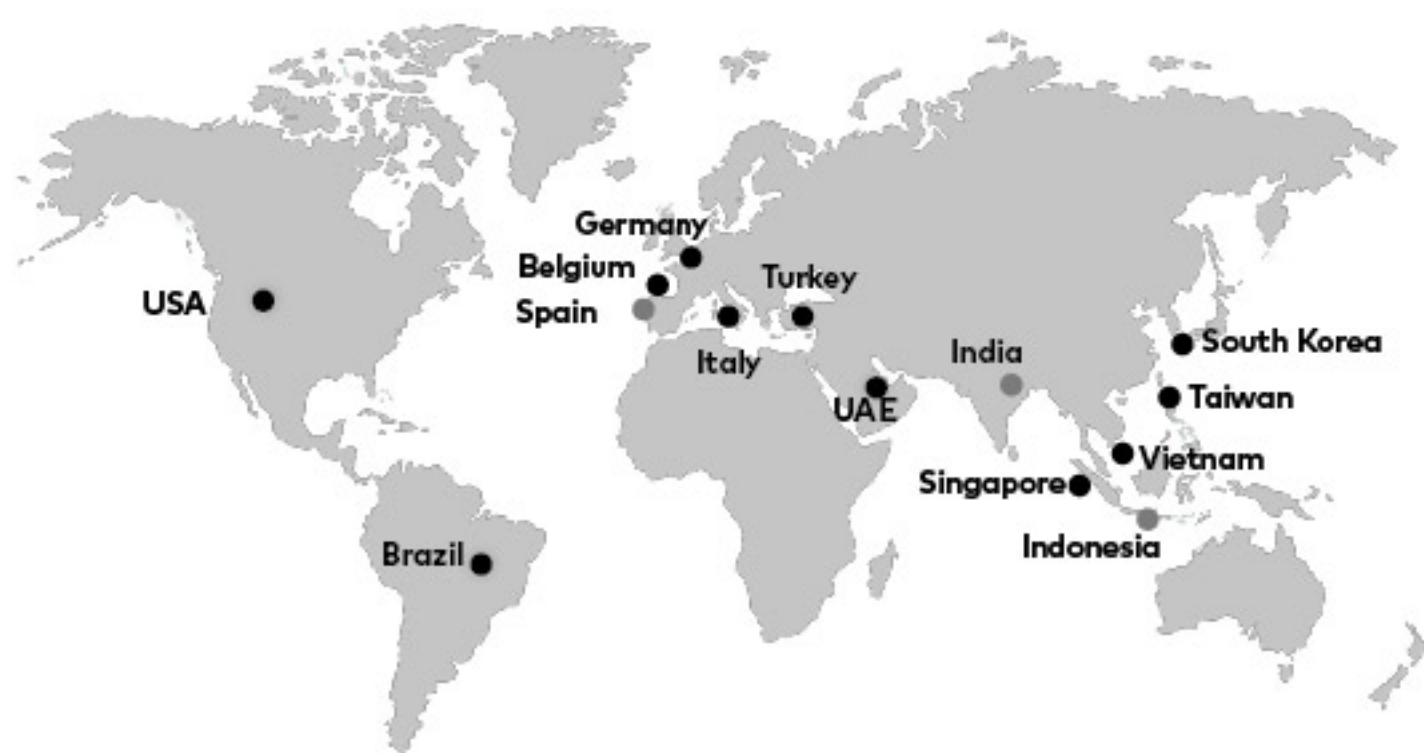 Germany
Belgium
Turkey
USA
Spain
South Korea
India
Italy
Taiwan
UAE
Vietnam
Singapore
Indonesia
Brazil